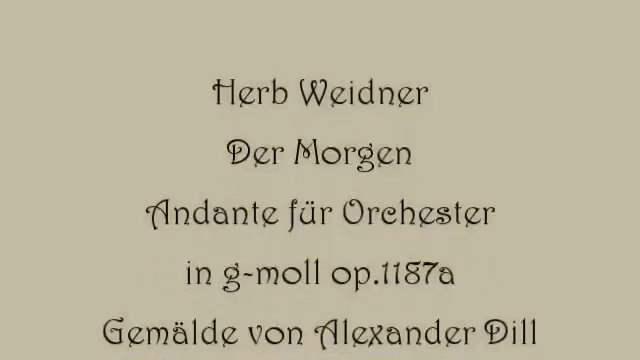 Herb Weidner
Der Morgen
Andante für Orchester
in g-moll op.1187a
Gemälde von Alexander Dill